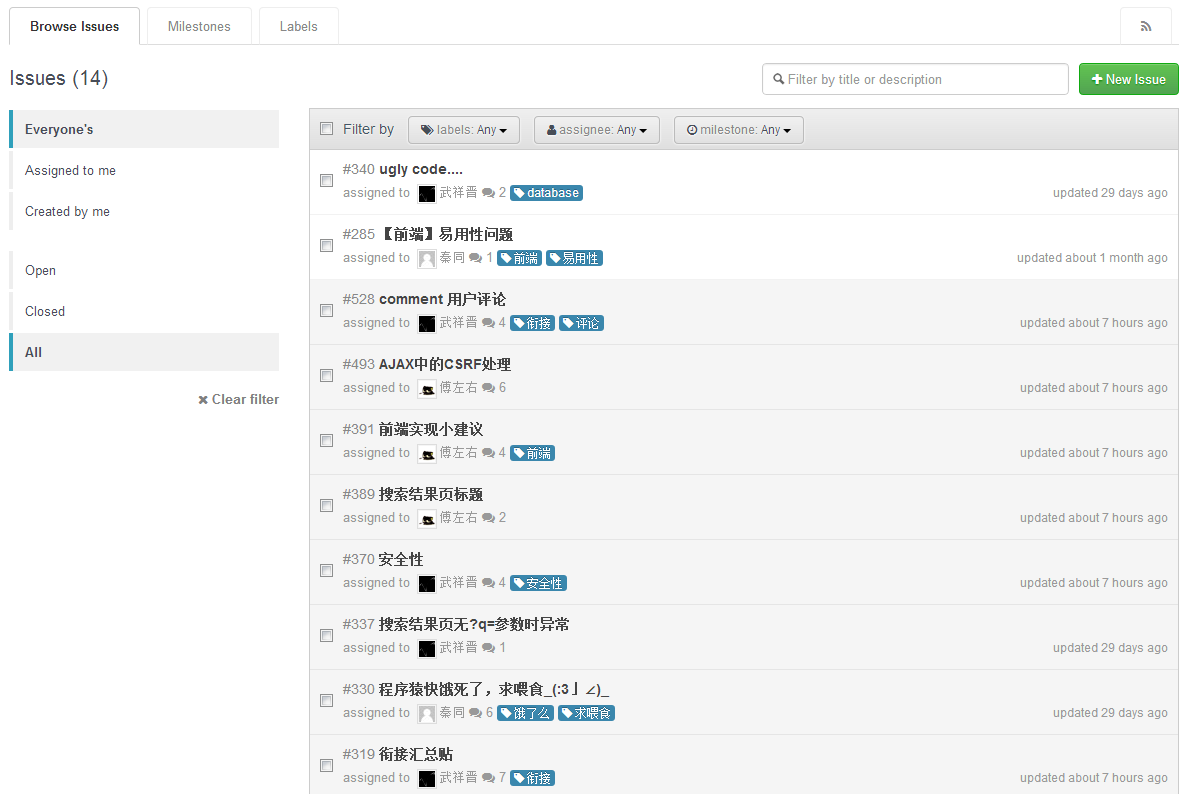 Browse Issues Milestones Labels
Issues (14)
Filter by title or description New Issue
Everyone's
Assigned to me
Created by me
Open
Closed
All
Clear filter
Filter by labels: Any assignee: Any milestone: Any
#340 ugly code....
assigned to 武祥晋 2 database updated 29 days ago
#285 【前端】易用性问题
assigned to 秦同 1 前端 易用性 updated about 1 month ago
#528 comment 用户评论
assigned to 武祥晋 4 衔接 评论 updated about 7 hours ago
#493 AJAX中的CSRF处理
assigned to 傅左右 6 updated about 7 hours ago
#391 前端实现小建议
assigned to 傅左右 4 前端 updated about 7 hours ago
#389 搜索结果页标题
assigned to 傅左右 2 updated about 7 hours ago
#370 安全性
assigned to 武祥晋 4 安全性 updated about 7 hours ago
#337 搜索结果页无?q=参数时异常
assigned to 武祥晋 1 updated 29 days ago
#330 程序猿快饿死了，求喂食_(:3」∠)_
assigned to 秦同 6 饿了么 求喂食 updated 29 days ago
#319 衔接汇总贴
assigned to 武祥晋 7 衔接 updated about 7 hours ago